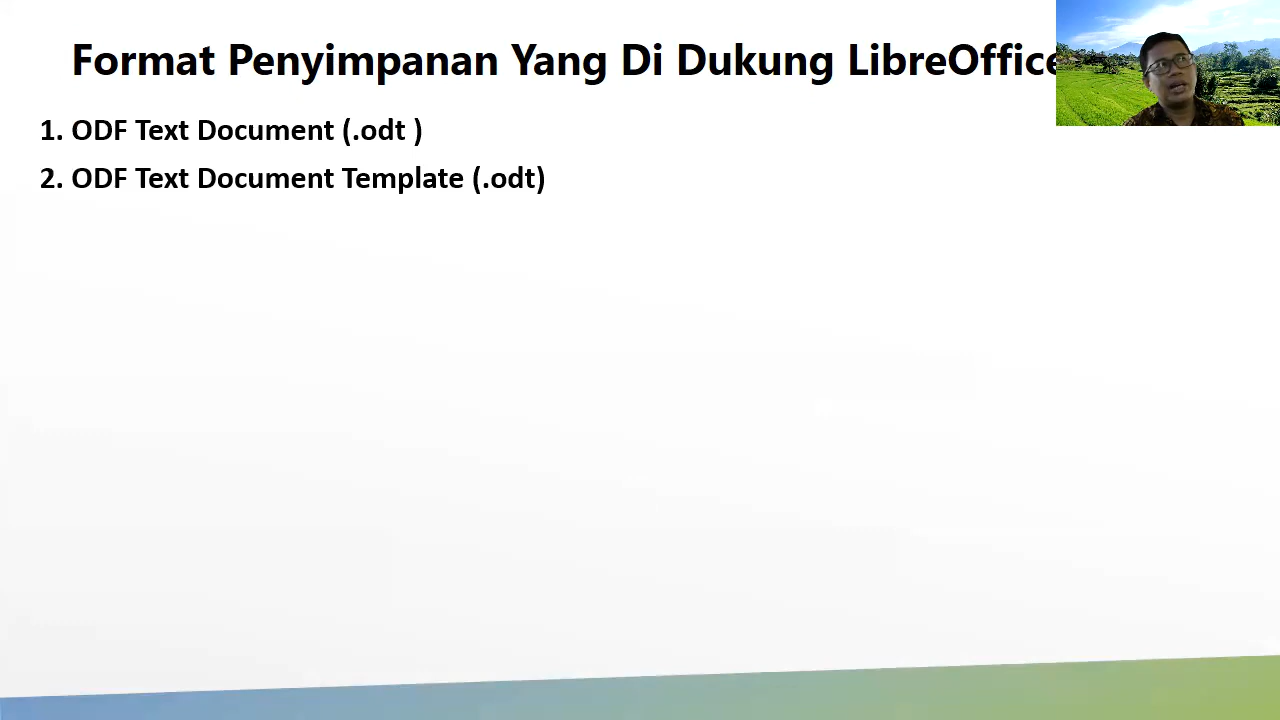 Format Penyimpanan Yang Di Dukung LibreOffice
1. ODF Text Document (.odt )
2. ODF Text Document Template (.odt)